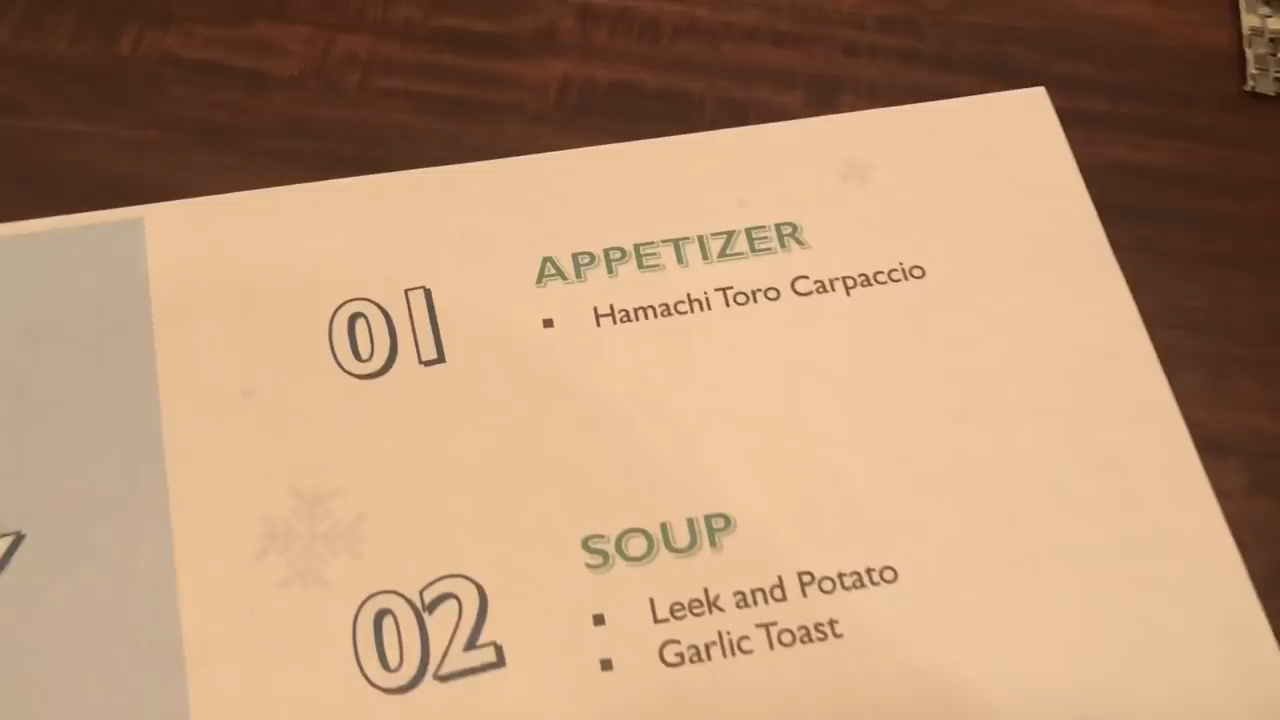 01
APPETIZER
▪ Hamachi Toro Carpaccio
02
SOUP
▪ Leek and Potato
▪ Garlic Toast